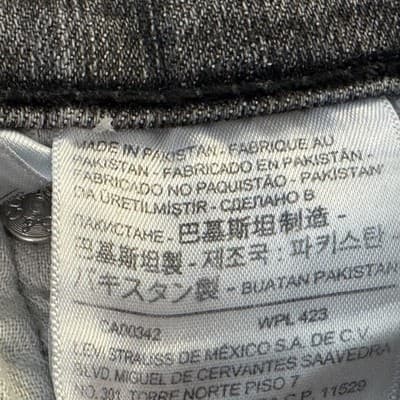 MADE IN PAKISTAN - FABRIQUE AU
PAKISTAN - FABRICADO EN PAKISTÁN -
FABRICADO NO PAQUISTÃO - PAKISTAN'
DA ÜRETİLMİŞTİR - СДЕЛАНО В
ПАКИСТАНЕ - 巴基斯坦制造 -
巴基斯坦製 - 제조국 : 파키스탄
パキスタン製 - BUATAN PAKISTAN
CA00342 WPL 423
LEVI STRAUSS DE MÉXICO S.A. DE C.V.
BLVD. MIGUEL DE CERVANTES SAAVEDRA
NO. 301, TORRE NORTE PISO 7
C.P. 11529